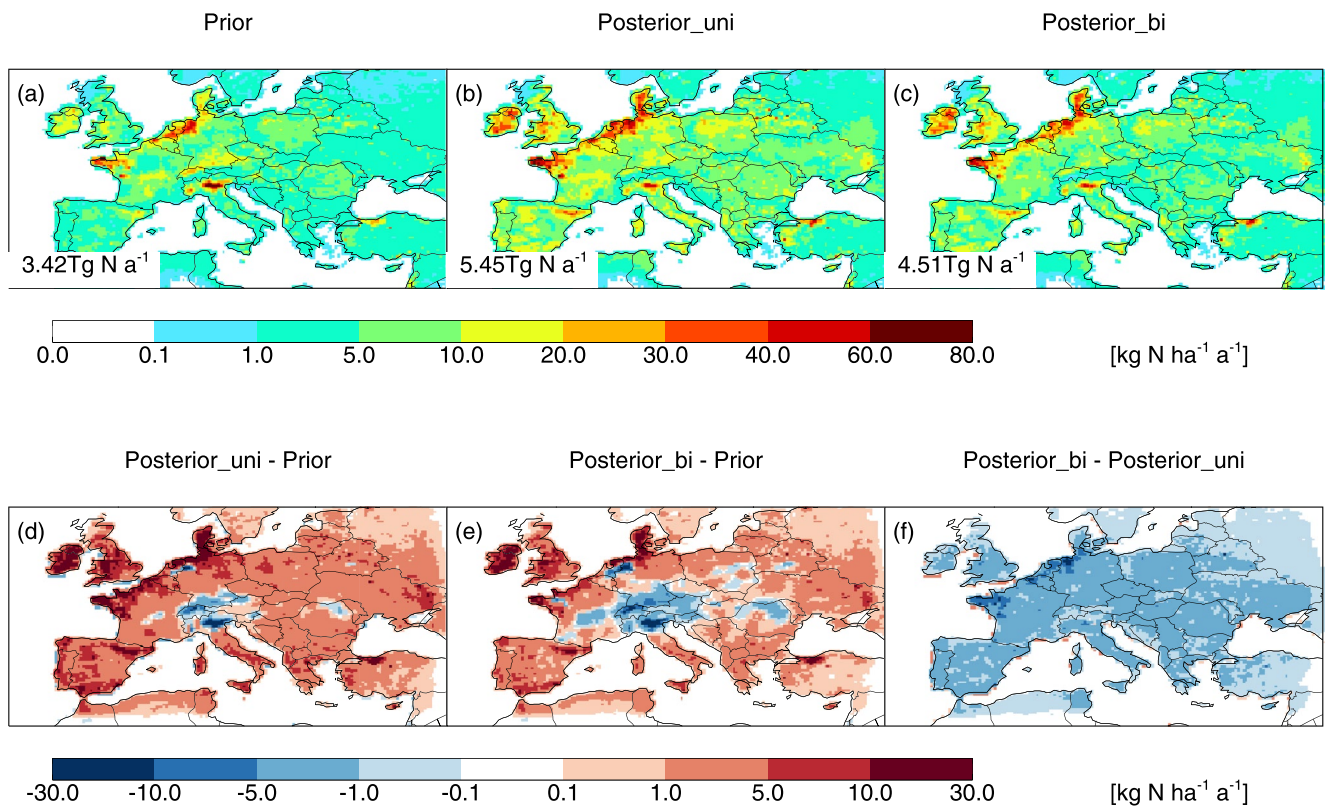 Prior Posterior_uni Posterior_bi
(a) (b) (c)
3.42Tg N a⁻¹ 5.45Tg N a⁻¹ 4.51Tg N a⁻¹
0.0 0.1 1.0 5.0 10.0 20.0 30.0 40.0 60.0 80.0 [kg N ha⁻¹ a⁻¹]
Posterior_uni - Prior Posterior_bi - Prior Posterior_bi - Posterior_uni
(d) (e) (f)
-30.0 -10.0 -5.0 -1.0 -0.1 0.1 1.0 5.0 10.0 30.0 [kg N ha⁻¹ a⁻¹]